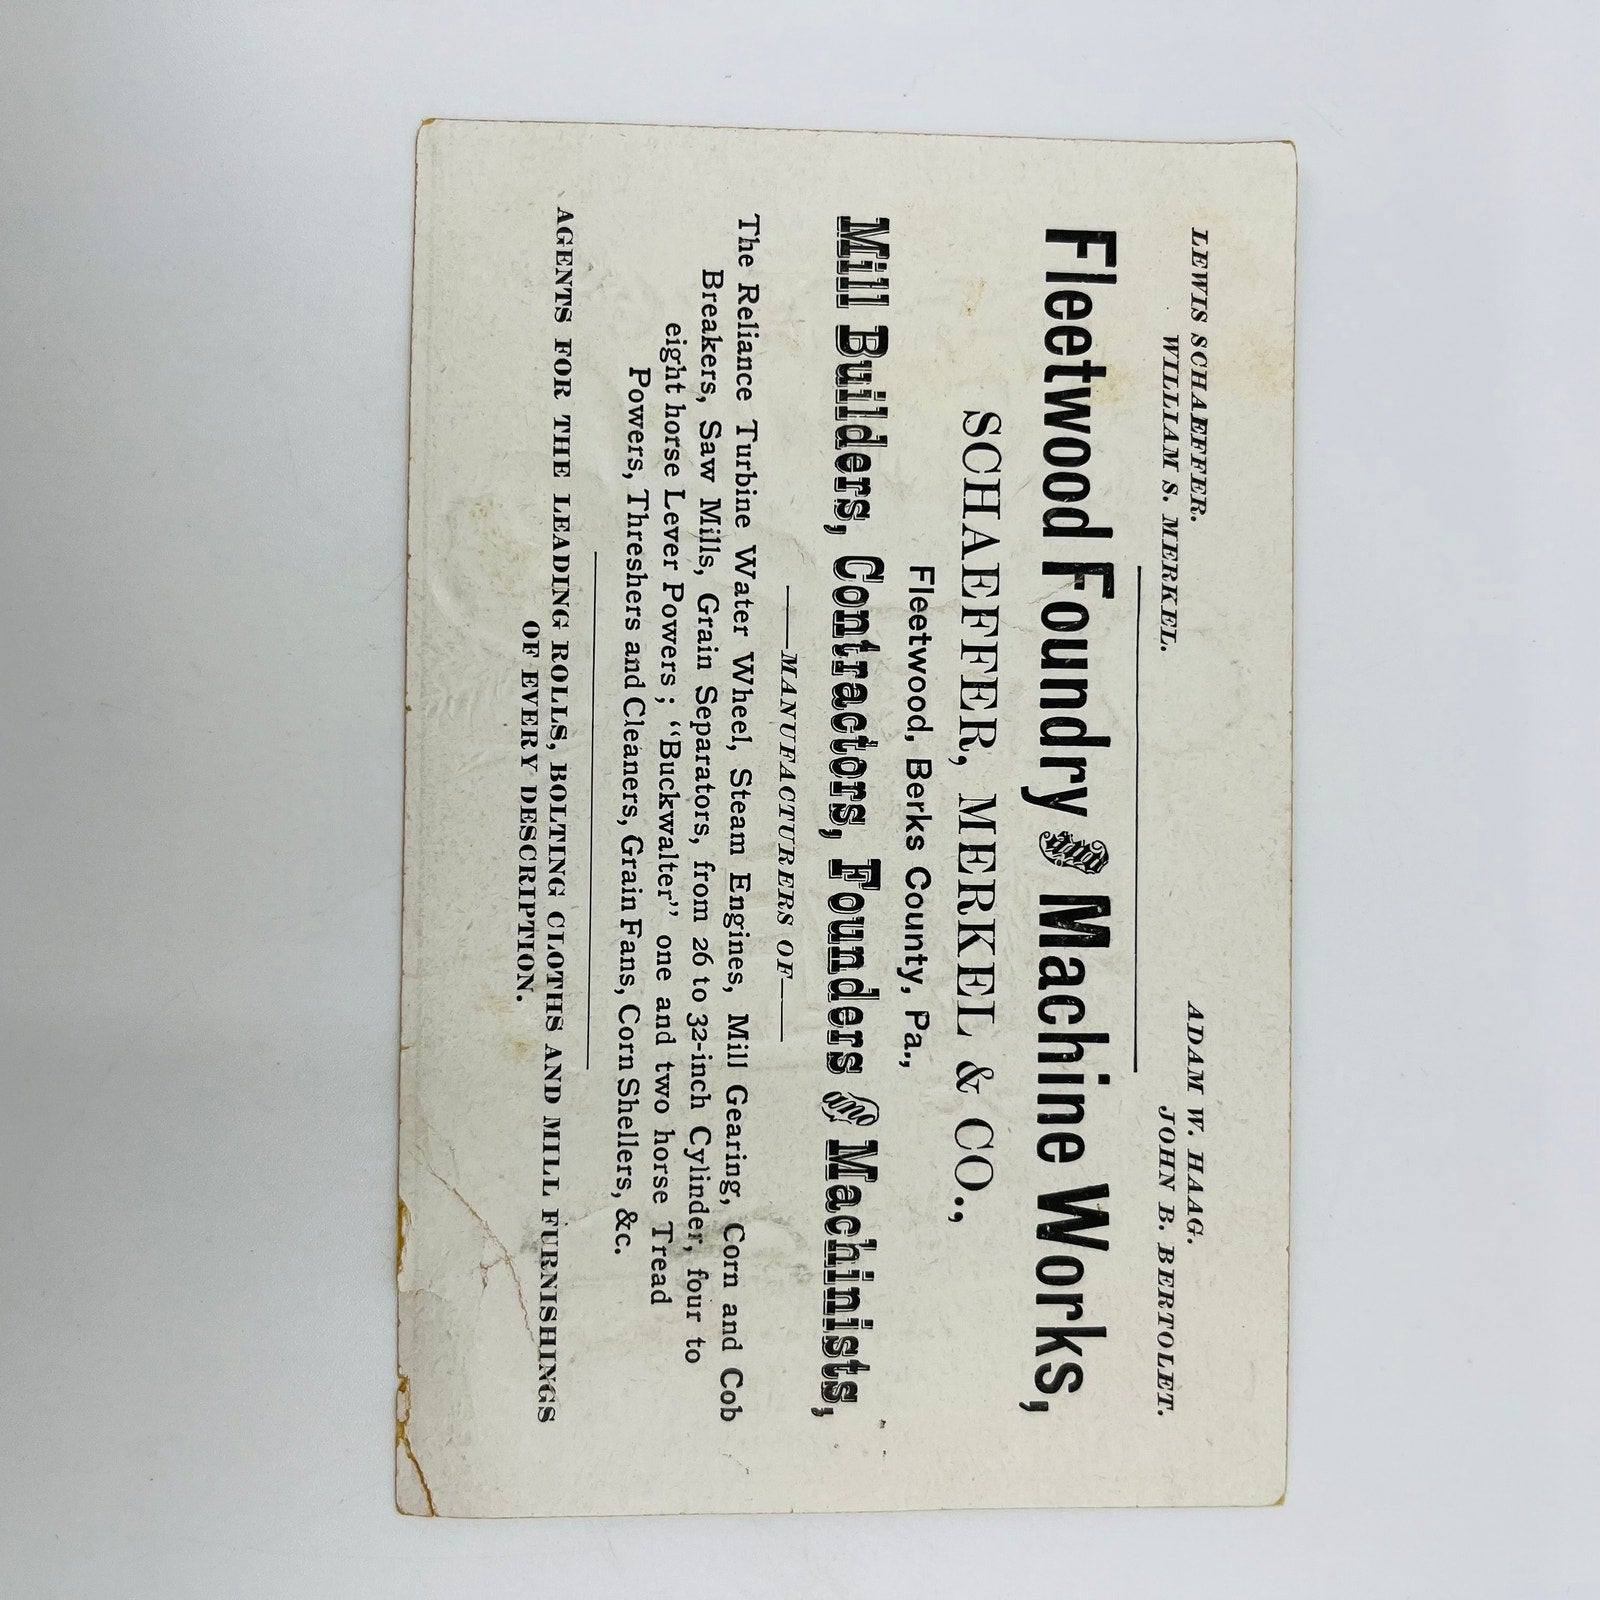 LEWIS SCHAEFFER. ADAM W. HAAG.
WILLIAM S. MERKEL. JOHN B. BERTOLET.
Fleetwood Foundry and Machine Works,
SCHAEFFER, MERKEL & CO.,
Fleetwood, Berks County, Pa.,
Mill Builders, Contractors, Founders and Machinists,
—MANUFACTURERS OF—
The Reliance Turbine Water Wheel, Steam Engines, Mill Gearing, Corn and Cob
Breakers, Saw Mills, Grain Separators, from 26 to 32-inch Cylinder, four to
eight horse Lever Powers; "Buckwalter" one and two horse Tread
Powers, Threshers and Cleaners, Grain Fans, Corn Shellers, &c.
AGENTS FOR THE LEADING ROLLS, BOLTING CLOTHS AND MILL FURNISHINGS
OF EVERY DESCRIPTION.